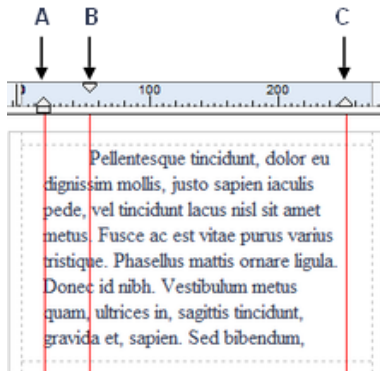 A B C
100 200
Pellentesque tincidunt, dolor eu
dignissim mollis, justo sapien iaculis
pede, vel tincidunt lacus nisl sit amet
metus. Fusce ac est vitae purus varius
tristique. Phasellus mattis ornare ligula.
Donec id nibh. Vestibulum metus
quam, ultrices in, sagittis tincidunt,
gravida et, sapien. Sed bibendum,